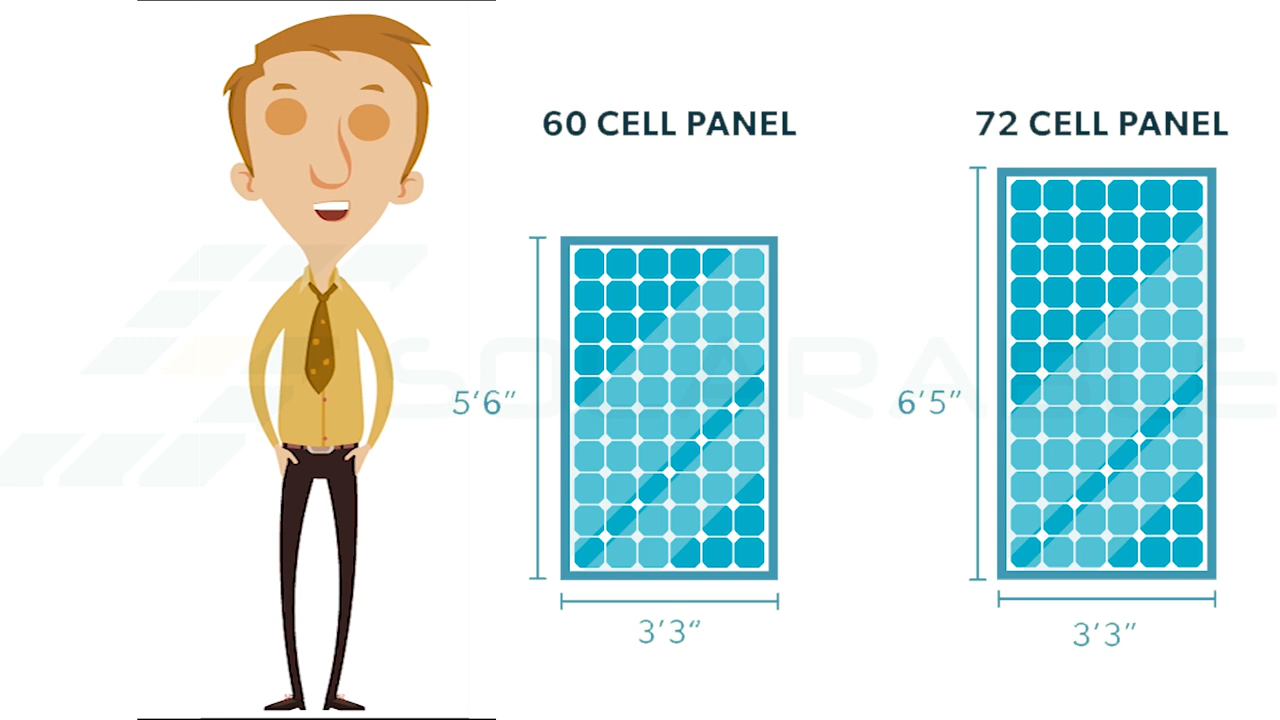 60 CELL PANEL
72 CELL PANEL
5’6”
6’5”
3’3“
3’3”